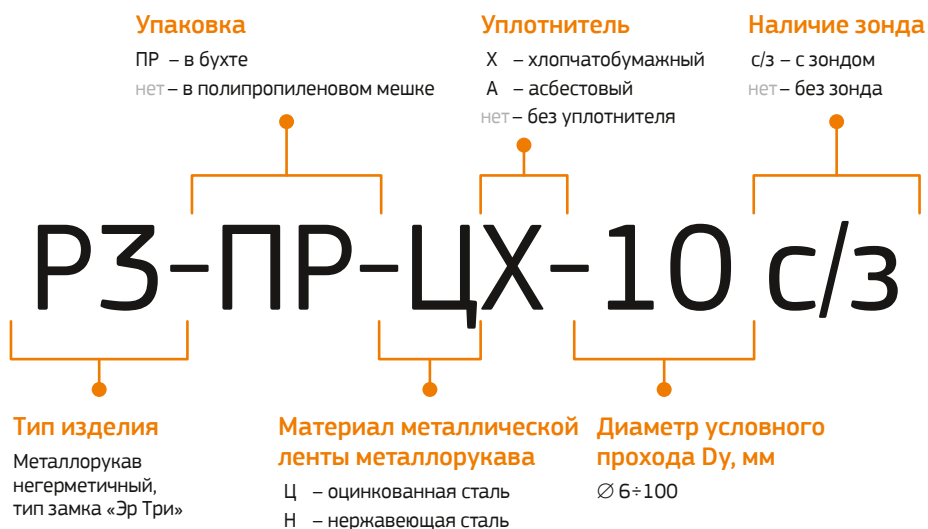 Упаковка
ПР – в бухте
нет – в полипропиленовом мешке
Уплотнитель
Х – хлопчатобумажный
А – асбестовый
нет – без уплотнителя
Наличие зонда
с/з – с зондом
нет – без зонда
РЗ-ПР-ЦХ-10 с/з
Тип изделия
Металлорукав
негерметичный,
тип замка «Эр Три»
Материал металлической
ленты металлорукава
Ц – оцинкованная сталь
Н – нержавеющая сталь
Диаметр условного
прохода Dy, мм
∅ 6÷100